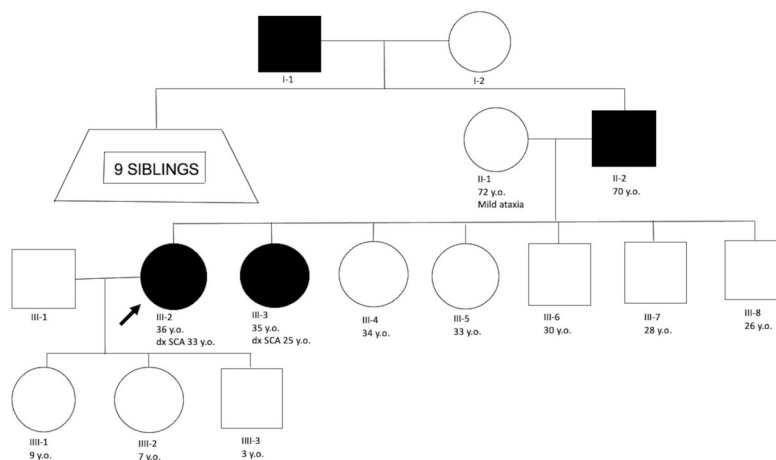 I-1
I-2
9 SIBLINGS
II-1
72 y.o.
Mild ataxia
II-2
70 y.o.
III-1
III-2
36 y.o.
dx SCA 33 y.o.
III-3
35 y.o.
dx SCA 25 y.o.
III-4
34 y.o.
III-5
33 y.o.
III-6
30 y.o.
III-7
28 y.o.
III-8
26 y.o.
IIII-1
9 y.o.
IIII-2
7 y.o.
IIII-3
3 y.o.